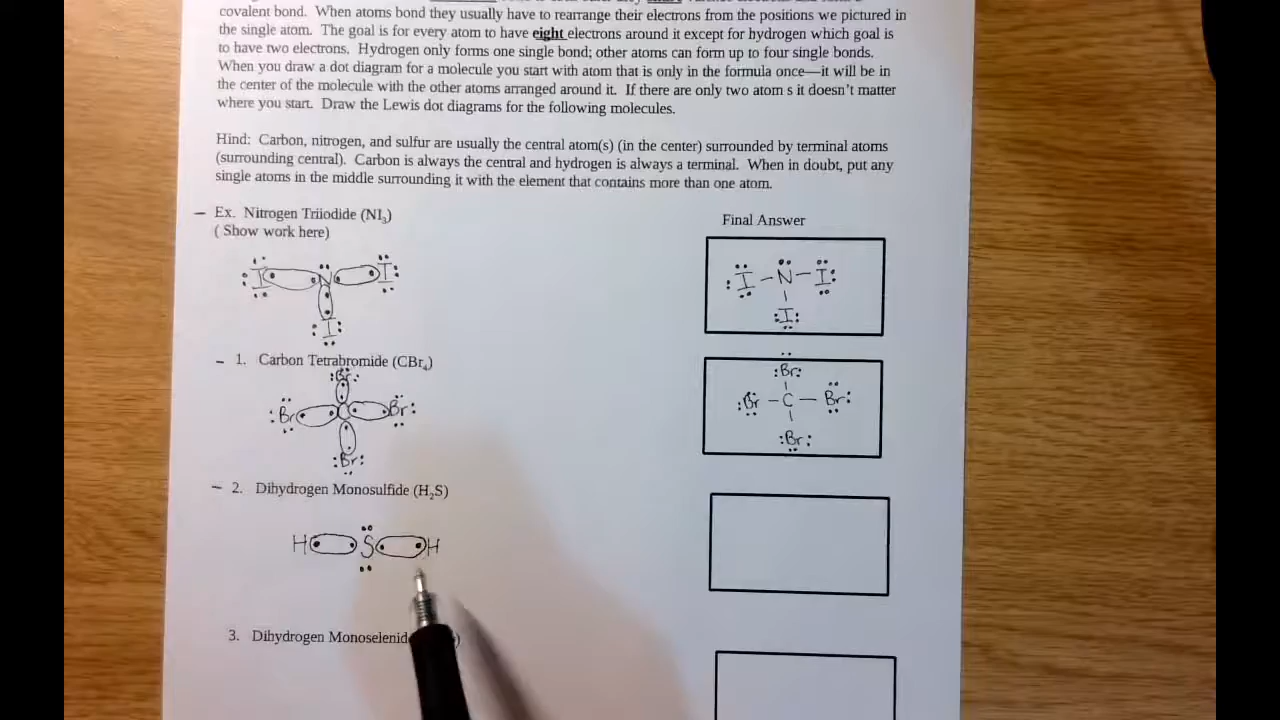 covalent bond. When atoms bond they usually have to rearrange their electrons from the positions we pictured in
the single atom. The goal is for every atom to have eight electrons around it except for hydrogen which goal is
to have two electrons. Hydrogen only forms one single bond; other atoms can form up to four single bonds.
When you draw a dot diagram for a molecule you start with atom that is only in the formula once—it will be in
the center of the molecule with the other atoms arranged around it. If there are only two atom s it doesn't matter
where you start. Draw the Lewis dot diagrams for the following molecules.
Hind: Carbon, nitrogen, and sulfur are usually the central atom(s) (in the center) surrounded by terminal atoms
(surrounding central). Carbon is always the central and hydrogen is always a terminal. When in doubt, put any
single atoms in the middle surrounding it with the element that contains more than one atom.
– Ex. Nitrogen Triiodide (NI₃)
( Show work here)
Final Answer
I N I
I
I – N – I
I
– 1. Carbon Tetrabromide (CBr₄)
Br
Br C Br
Br
Br
Br – C – Br
Br
– 2. Dihydrogen Monosulfide (H₂S)
H S H
3. Dihydrogen